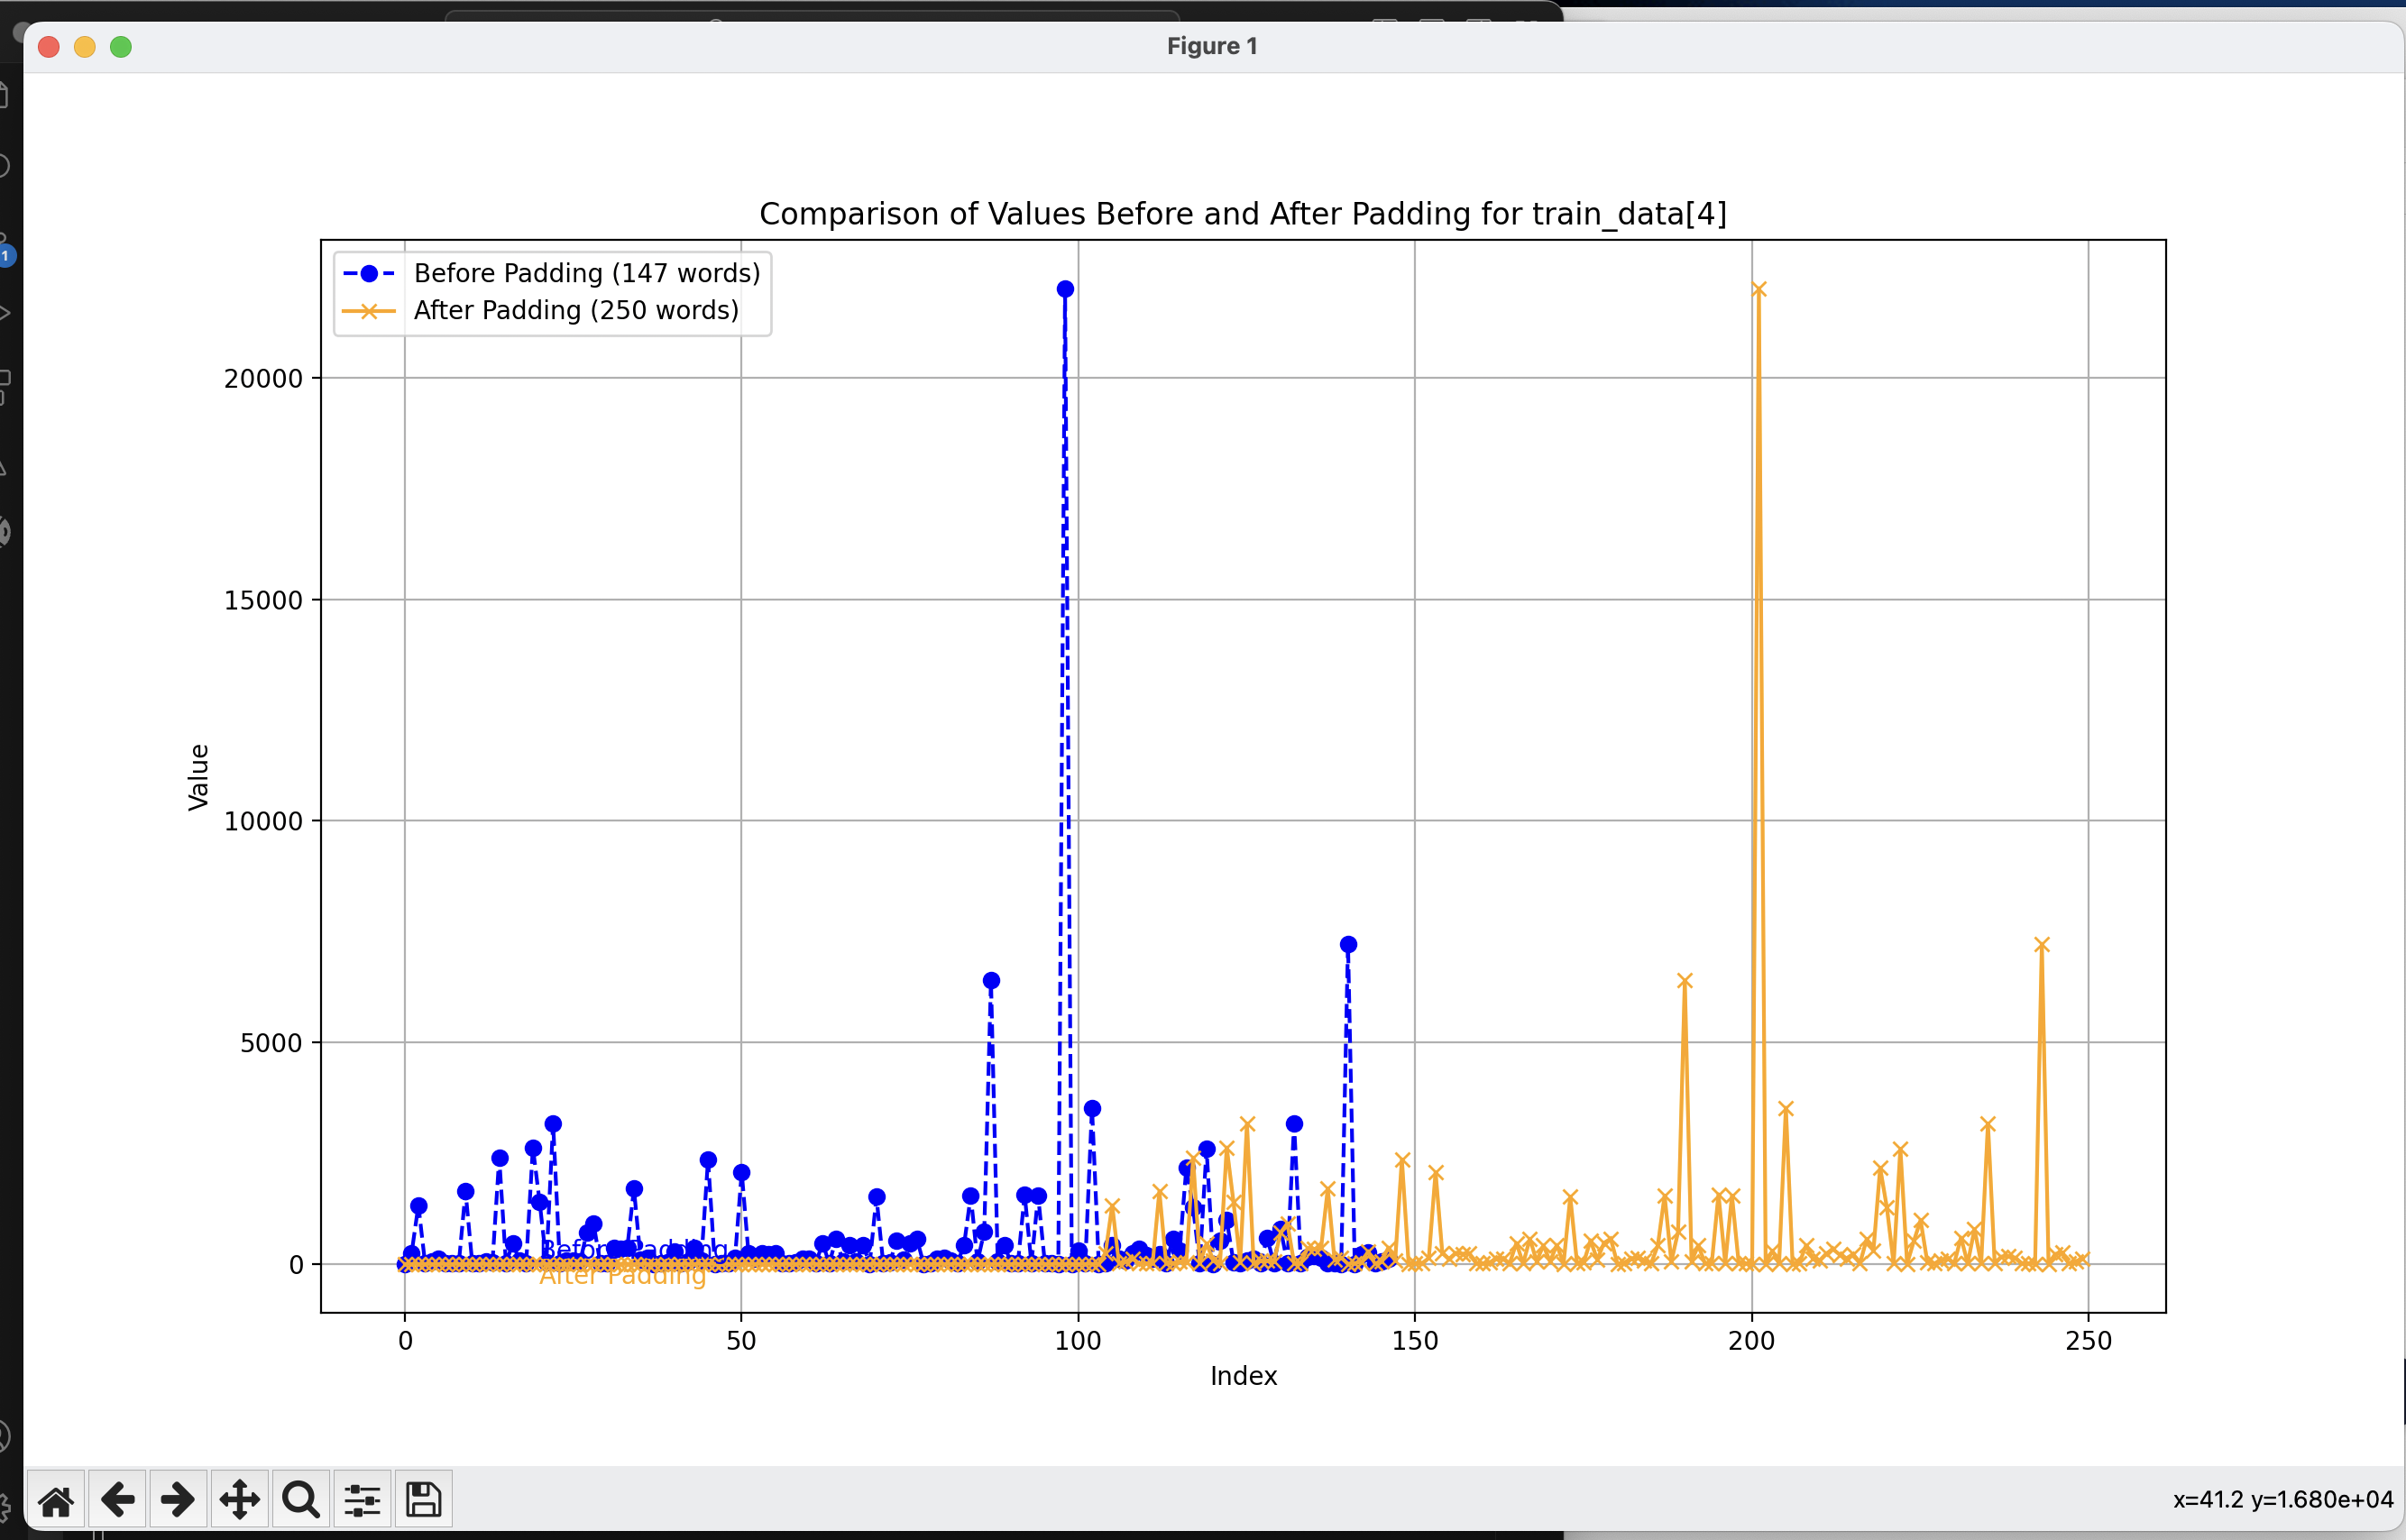 Figure 1
1
Comparison of Values Before and After Padding for train_data[4]
Before Padding (147 words)
After Padding (250 words)
20000
15000
10000
5000
0
Value
Before Padding
After Padding
0 50 100 150 200 250
Index
x=41.2 y=1.680e+04